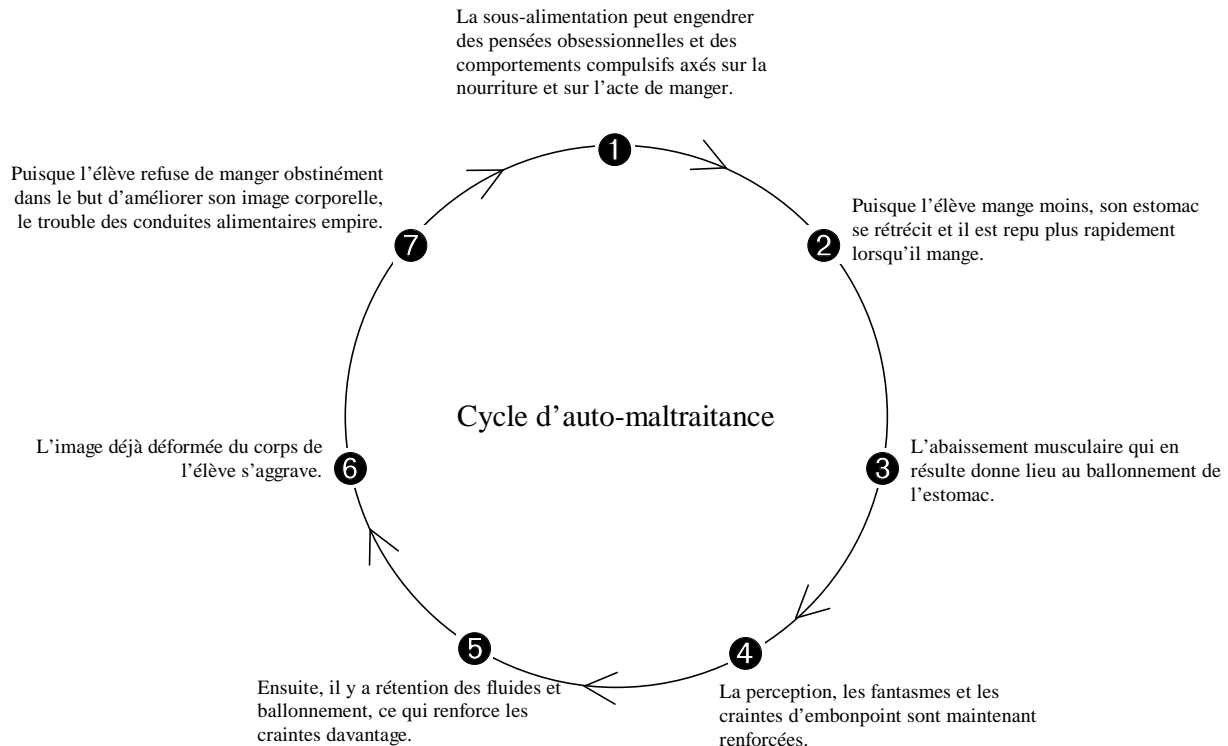 La sous-alimentation peut engendrer
des pensées obsessionnelles et des
comportements compulsifs axés sur la
nourriture et sur l’acte de manger.
1
Puisque l’élève mange moins, son estomac
se rétrécit et il est repu plus rapidement
lorsqu’il mange.
2
L’abaissement musculaire qui en
résulte donne lieu au ballonnement de
l’estomac.
3
La perception, les fantasmes et les
craintes d’embonpoint sont maintenant
renforcées.
4
Ensuite, il y a rétention des fluides et
ballonnement, ce qui renforce les
craintes davantage.
5
L’image déjà déformée du corps de
l’élève s’aggrave.
6
Puisque l’élève refuse de manger obstinément
dans le but d’améliorer son image corporelle,
le trouble des conduites alimentaires empire.
7
Cycle d’auto-maltraitance